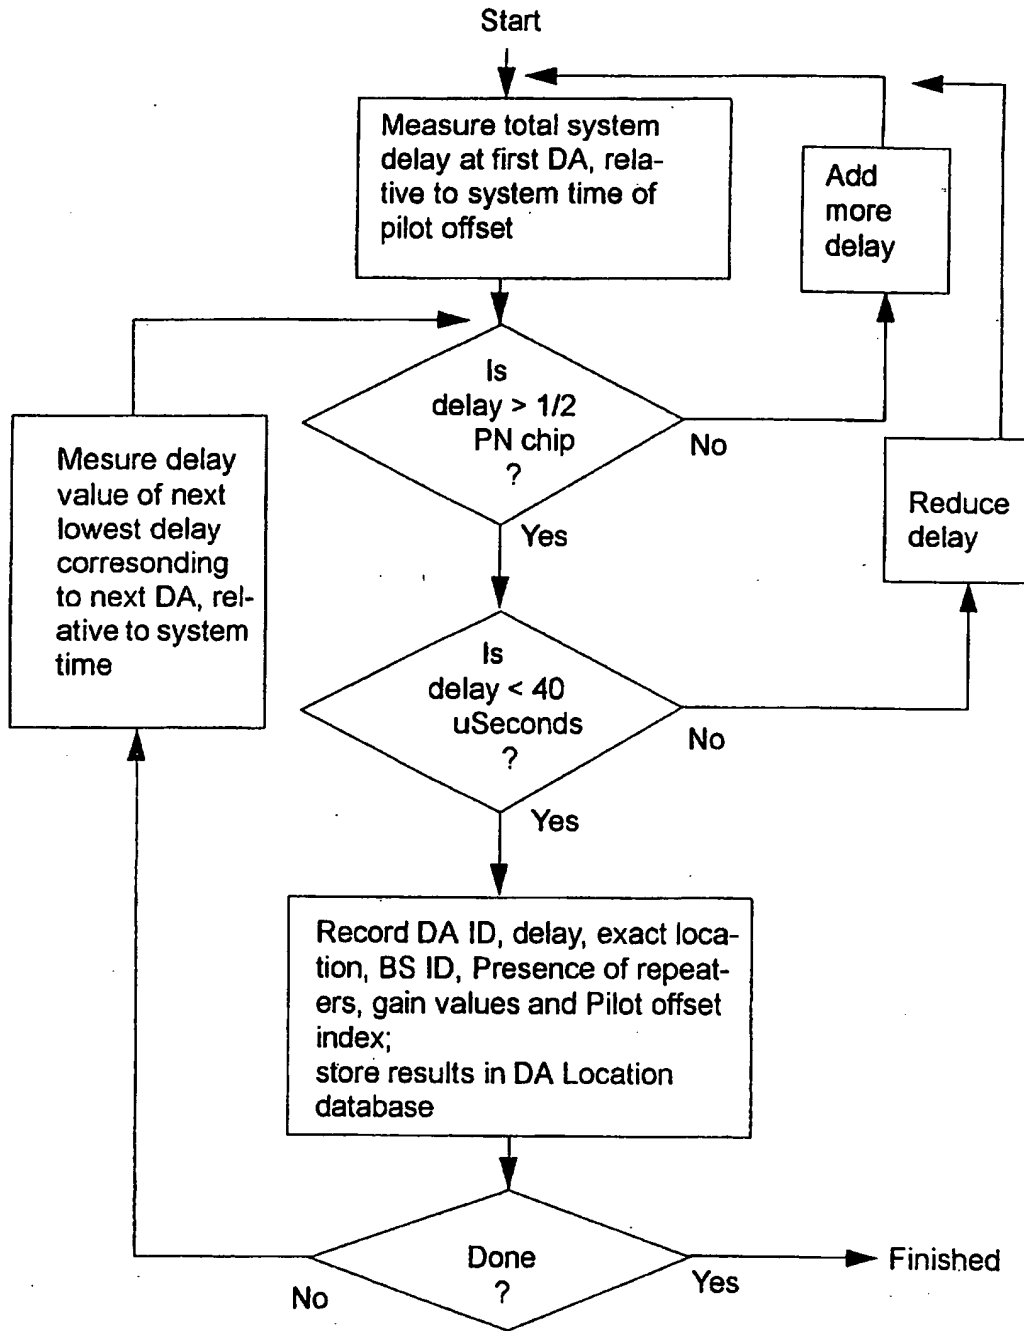 Start
Measure total system
delay at first DA, rela-
tive to system time of
pilot offset
Add
more
delay
Is
delay > 1/2
PN chip
?
No
Yes
Mesure delay
value of next
lowest delay
corresonding
to next DA, rel-
ative to system
time
Reduce
delay
Is
delay < 40
uSeconds
?
No
Yes
Record DA ID, delay, exact loca-
tion, BS ID, Presence of repeat-
ers, gain values and Pilot offset
index;
store results in DA Location
database
Done
?
No
Yes
Finished